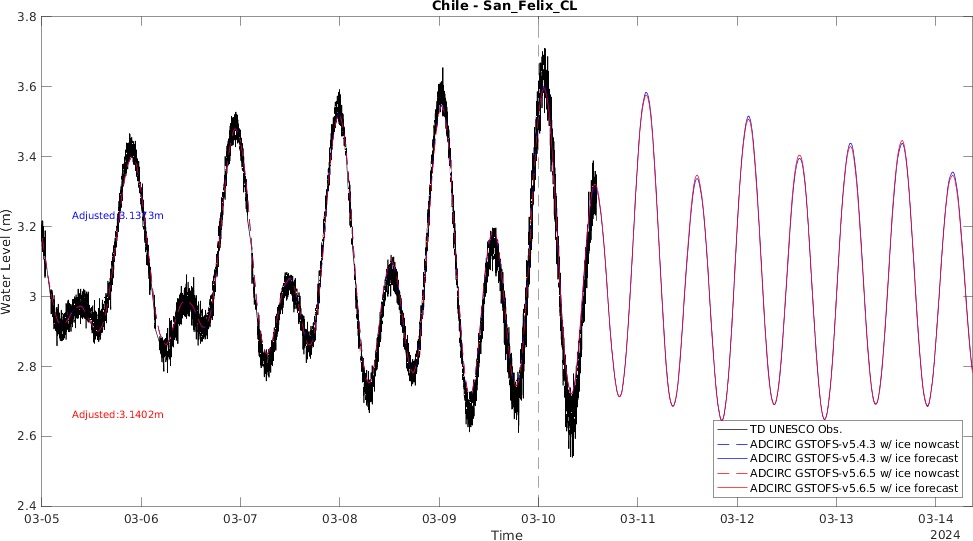 Chile - San_Felix_CL
3.8
3.6
3.4
3.2
3
2.8
2.6
2.4
Water Level (m)
Adjusted:3.1373m
Adjusted:3.1402m
TD UNESCO Obs.
ADCIRC GSTOFS-v5.4.3 w/ ice nowcast
ADCIRC GSTOFS-v5.4.3 w/ ice forecast
ADCIRC GSTOFS-v5.6.5 w/ ice nowcast
ADCIRC GSTOFS-v5.6.5 w/ ice forecast
03-05 03-06 03-07 03-08 03-09 03-10 03-11 03-12 03-13 03-14
Time
2024